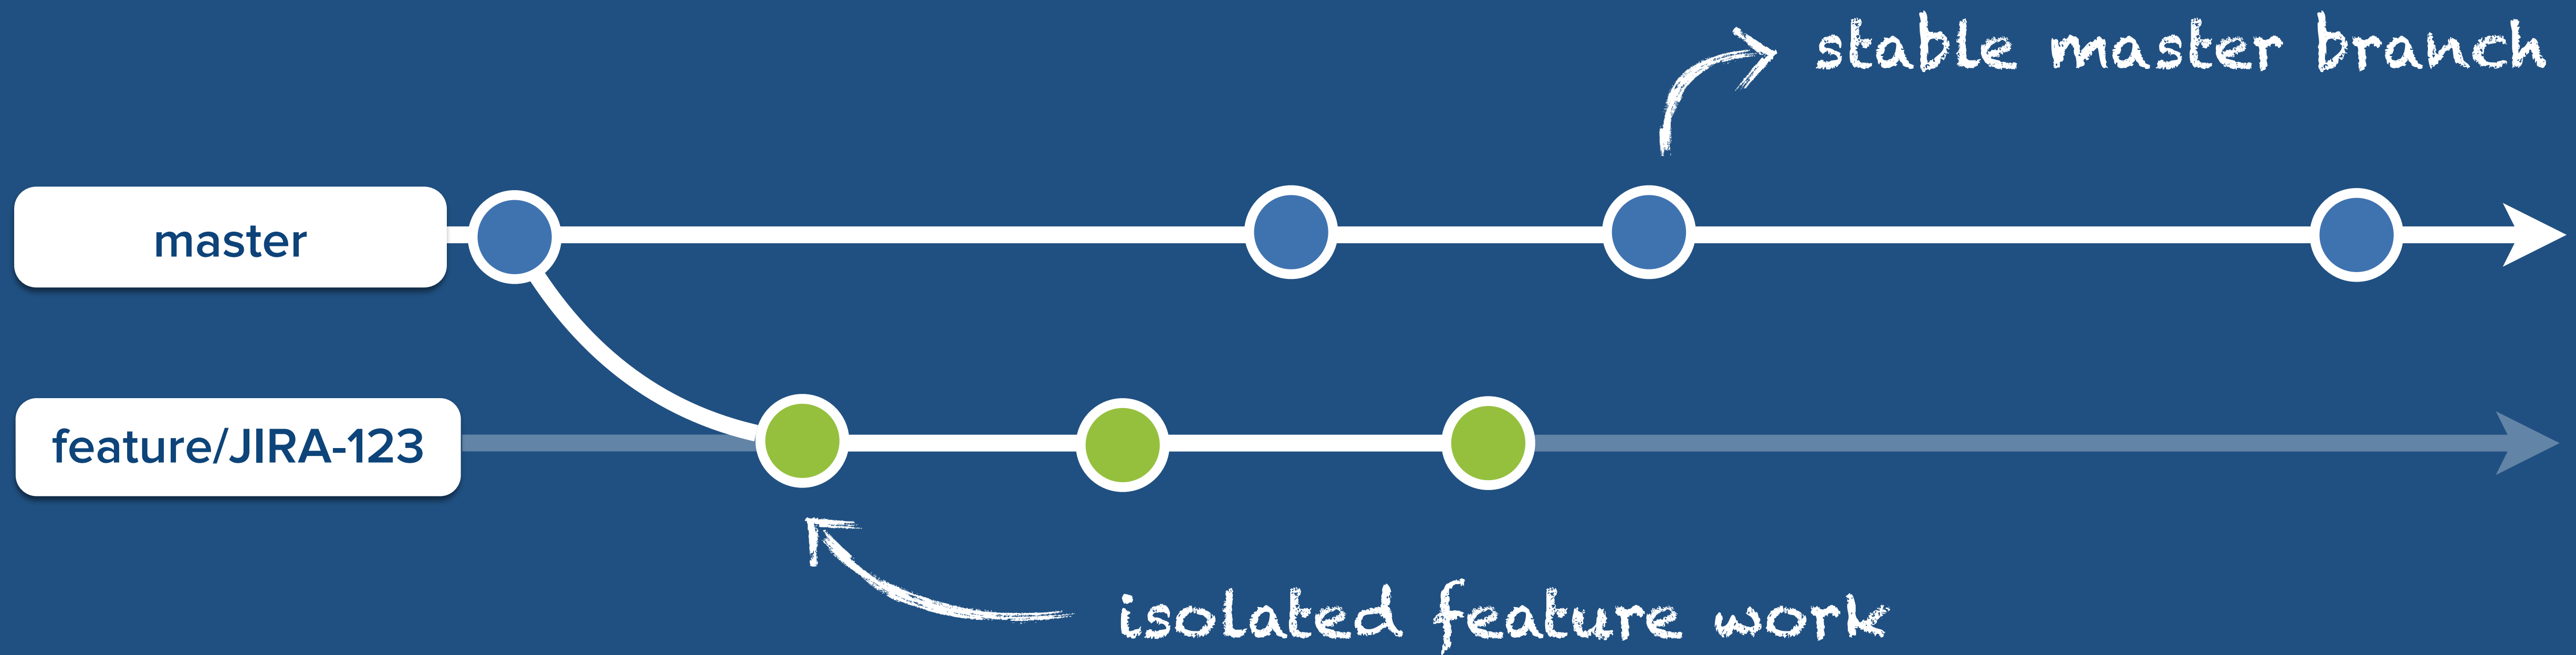 stable master branch
master
feature/JIRA-123
isolated feature work